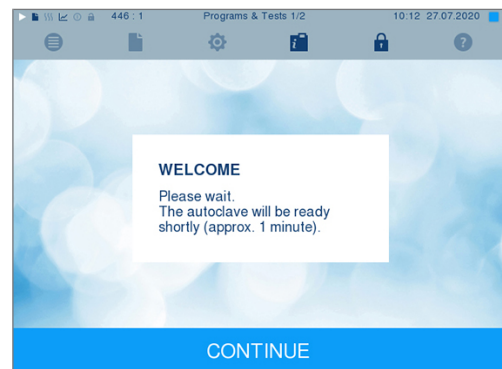 446 : 1 Programs & Tests 1/2 10:12 27.07.2020
WELCOME
Please wait.
The autoclave will be ready
shortly (approx. 1 minute).
CONTINUE